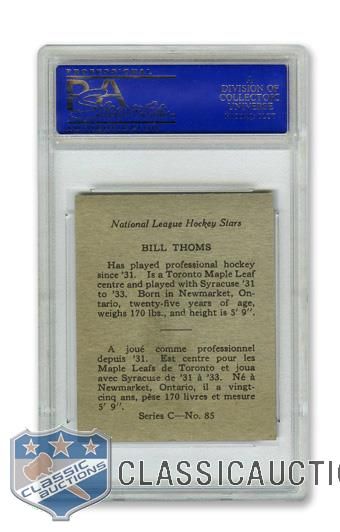 PROFESSIONAL
A
DIVISION OF
COLLECTORS
UNIVERSE
National League Hockey Stars
BILL THOMS
Has played professional hockey
since '31. Is a Toronto Maple Leaf
centre and played with Syracuse '31
to '33. Born in Newmarket, On-
tario, twenty-five years of age,
weighs 170 lbs., and height is 5' 9".
A joué comme professionnel
depuis '31. Est centre pour les
Maple Leafs de Toronto et joua
avec Syracuse de '31 à '33. Né à
Newmarket, Ontario, il a vingt-
cinq ans, pèse 170 livres et mesure
5' 9".
Series C—No. 85
CLASSIC
AUCTIONS
CLASSICAUCTIO